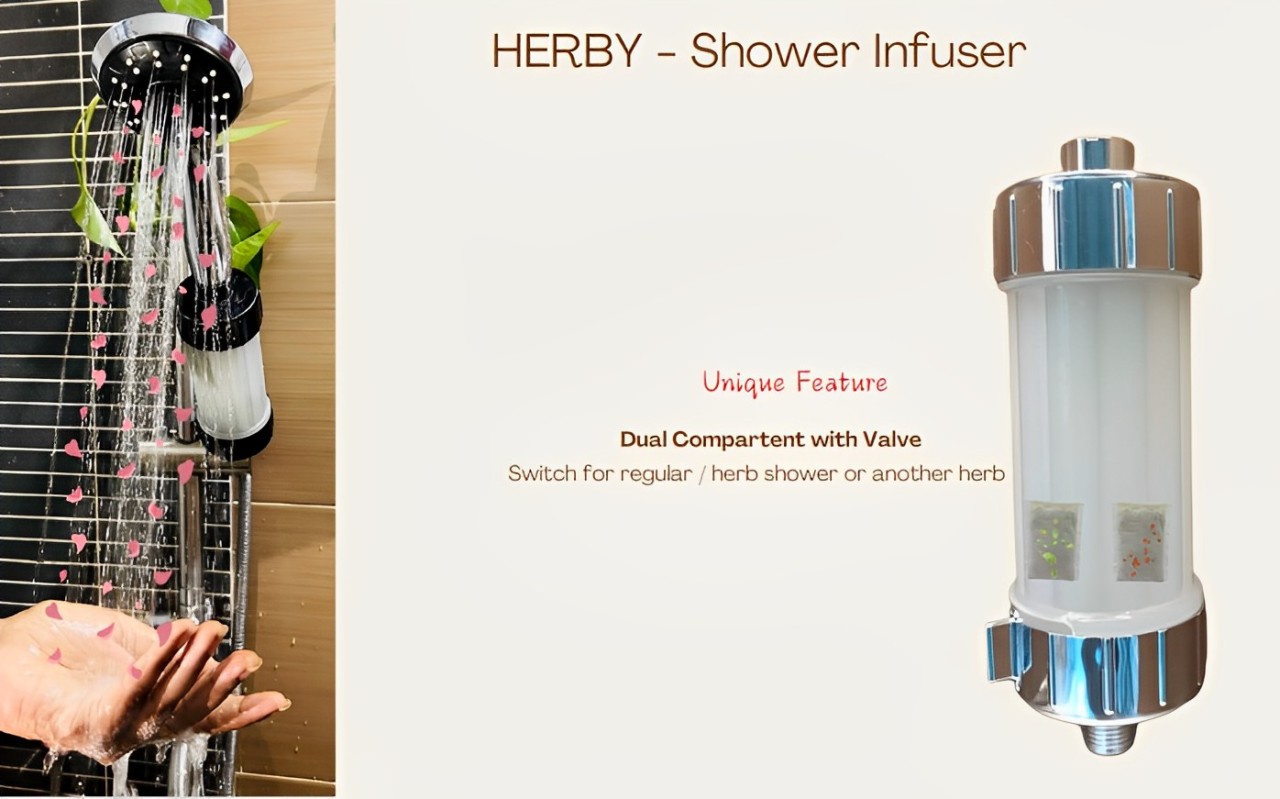 HERBY - Shower Infuser
Unique Feature
Dual Compartent with Valve
Switch for regular / herb shower or another herb